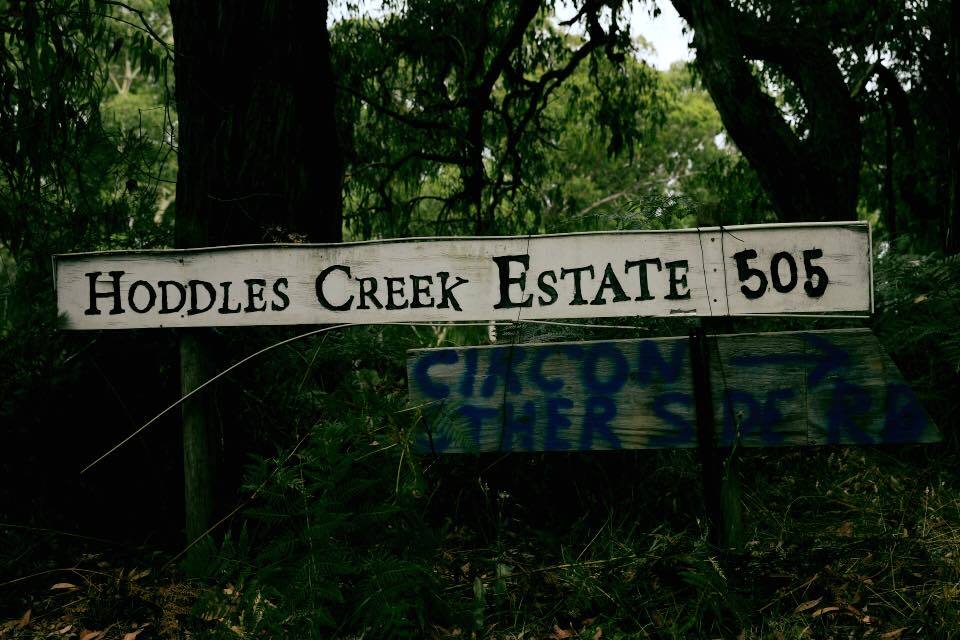 HODDLES CREEK ESTATE 505
CIRCON →
OTHER SIDE RD